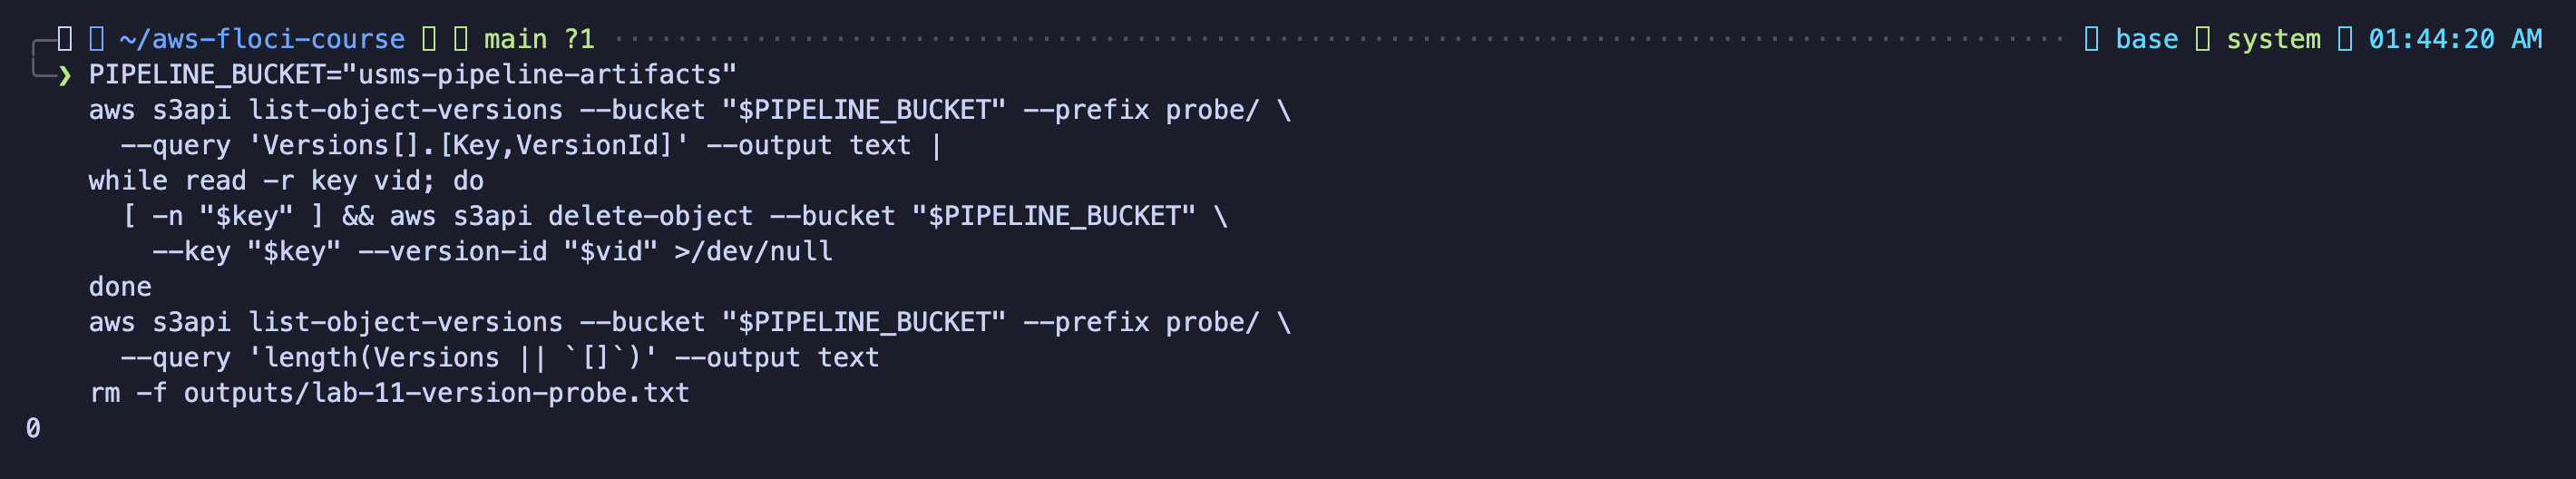 ~/aws-floci-course main ?1 base system 01:44:20 AM
❯ PIPELINE_BUCKET="usms-pipeline-artifacts"
aws s3api list-object-versions --bucket "$PIPELINE_BUCKET" --prefix probe/ \
  --query 'Versions[].[Key,VersionId]' --output text |
while read -r key vid; do
  [ -n "$key" ] && aws s3api delete-object --bucket "$PIPELINE_BUCKET" \
    --key "$key" --version-id "$vid" >/dev/null
done
aws s3api list-object-versions --bucket "$PIPELINE_BUCKET" --prefix probe/ \
  --query 'length(Versions || `[]`)' --output text
rm -f outputs/lab-11-version-probe.txt
0